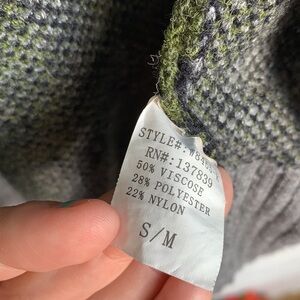 STYLE#:
RN#:137839
50% VISCOSE
28% POLYESTER
22% NYLON
S/M